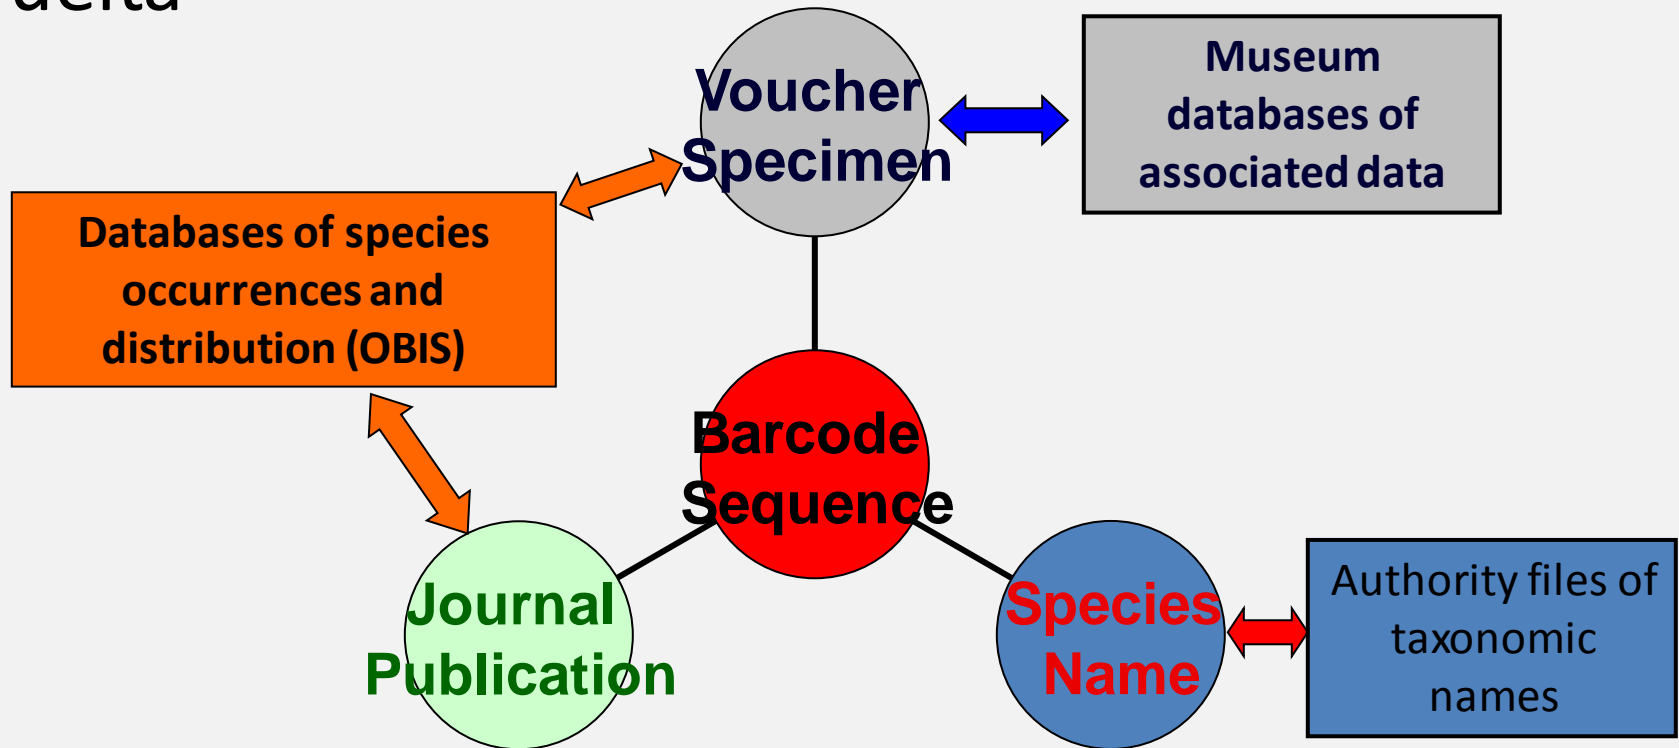 delta
Voucher
Specimen
Museum
databases of
associated data
Databases of species
occurrences and
distribution (OBIS)
Barcode
Sequence
Journal
Publication
Species
Name
Authority files of
taxonomic
names